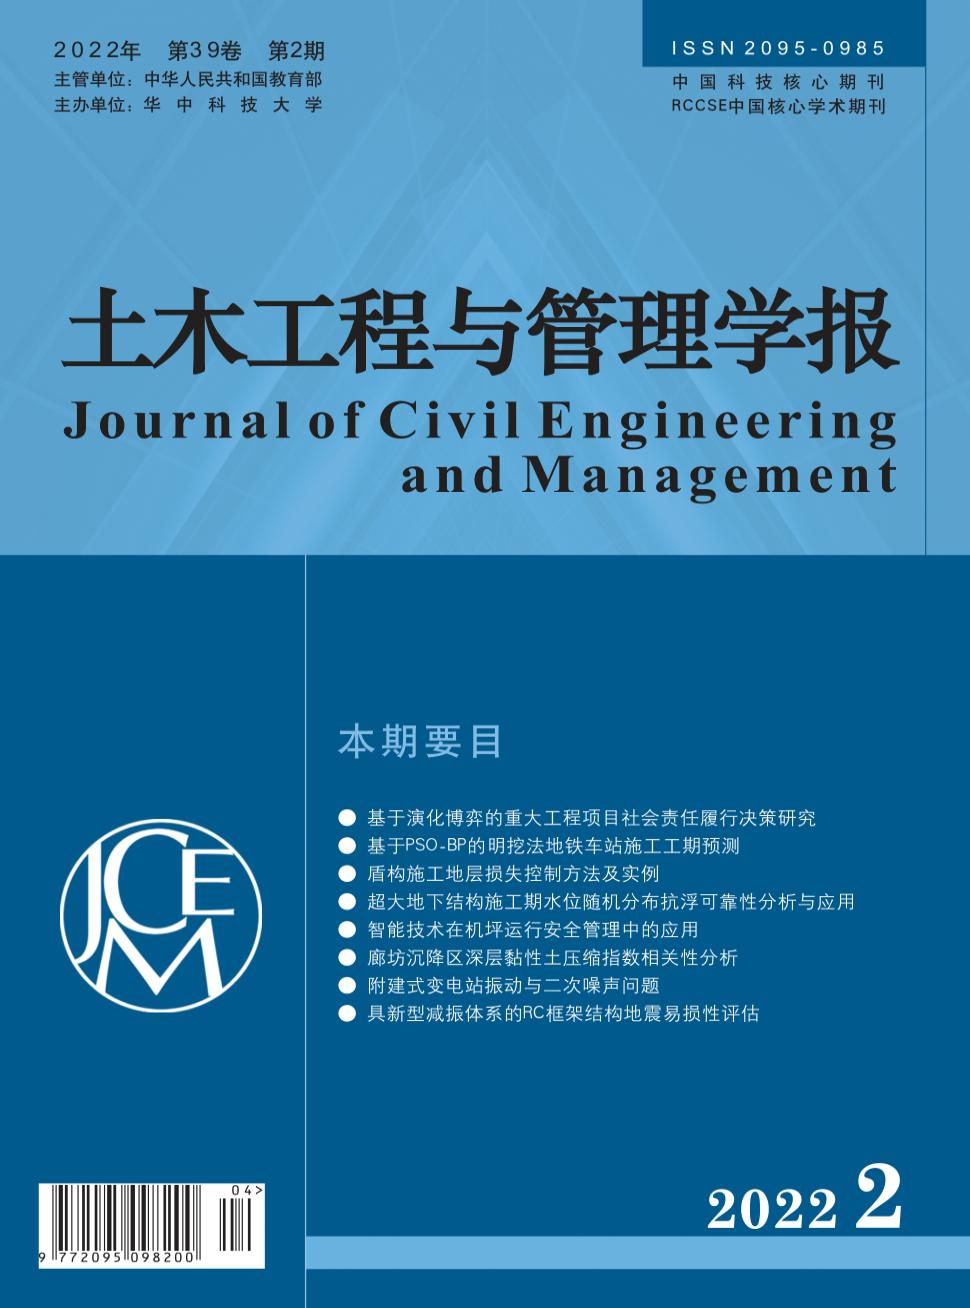 2022年 第39卷 第2期
主管单位：中华人民共和国教育部
主办单位：华中科技大学
ISSN 2095-0985
中国科技核心期刊
RCCSE中国核心学术期刊
土木工程与管理学报
Journal of Civil Engineering
and Management
本期要目
● 基于演化博弈的重大工程项目社会责任履行决策研究
● 基于PSO-BP的明挖法地铁车站施工工期预测
● 盾构施工地层损失控制方法及实例
● 超大地下结构施工期水位随机分布抗浮可靠性分析与应用
● 智能技术在机坪运行安全管理中的应用
● 廊坊沉降区深层黏性土压缩指数相关性分析
● 附建式变电站振动与二次噪声问题
● 具新型减振体系的RC框架结构地震易损性评估
JCEM
04>
9 772095 098200
2022 2